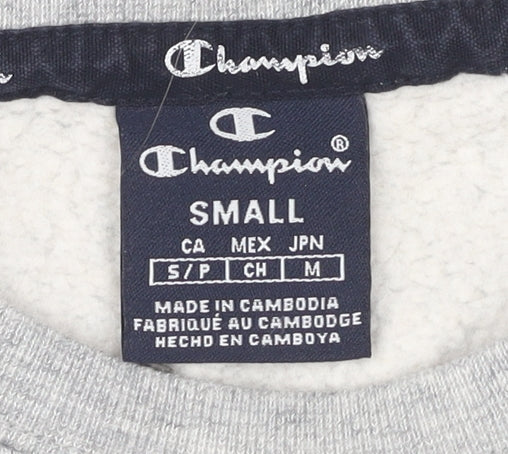 Champion
Champion®
SMALL
CA MEX JPN
S/P CH M
MADE IN CAMBODIA
FABRIQUÉ AU CAMBODGE
HECHO EN CAMBOYA